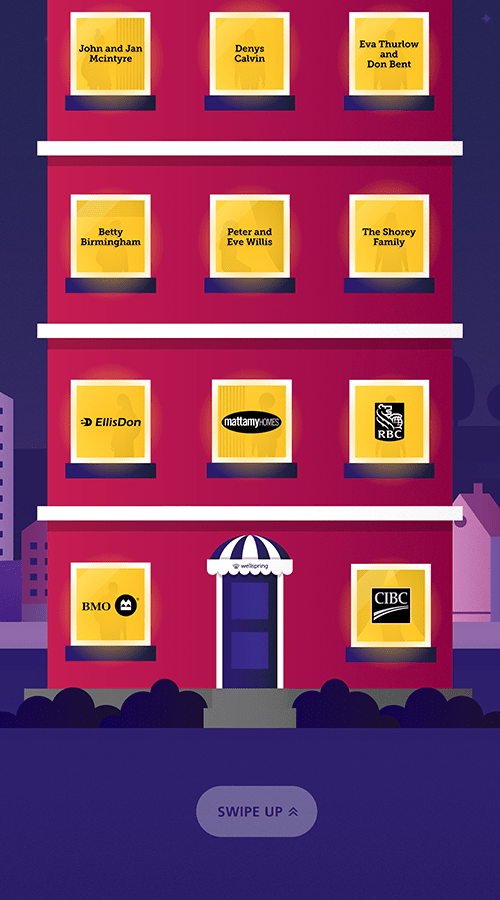 John and Jan
Mcintyre
Denys
Calvin
Eva Thurlow
and
Don Bent
Betty
Birmingham
Peter and
Eve Willis
The Shorey
Family
EllisDon
mattamyHOMES
RBC
wellspring
BMO
CIBC
SWIPE UP